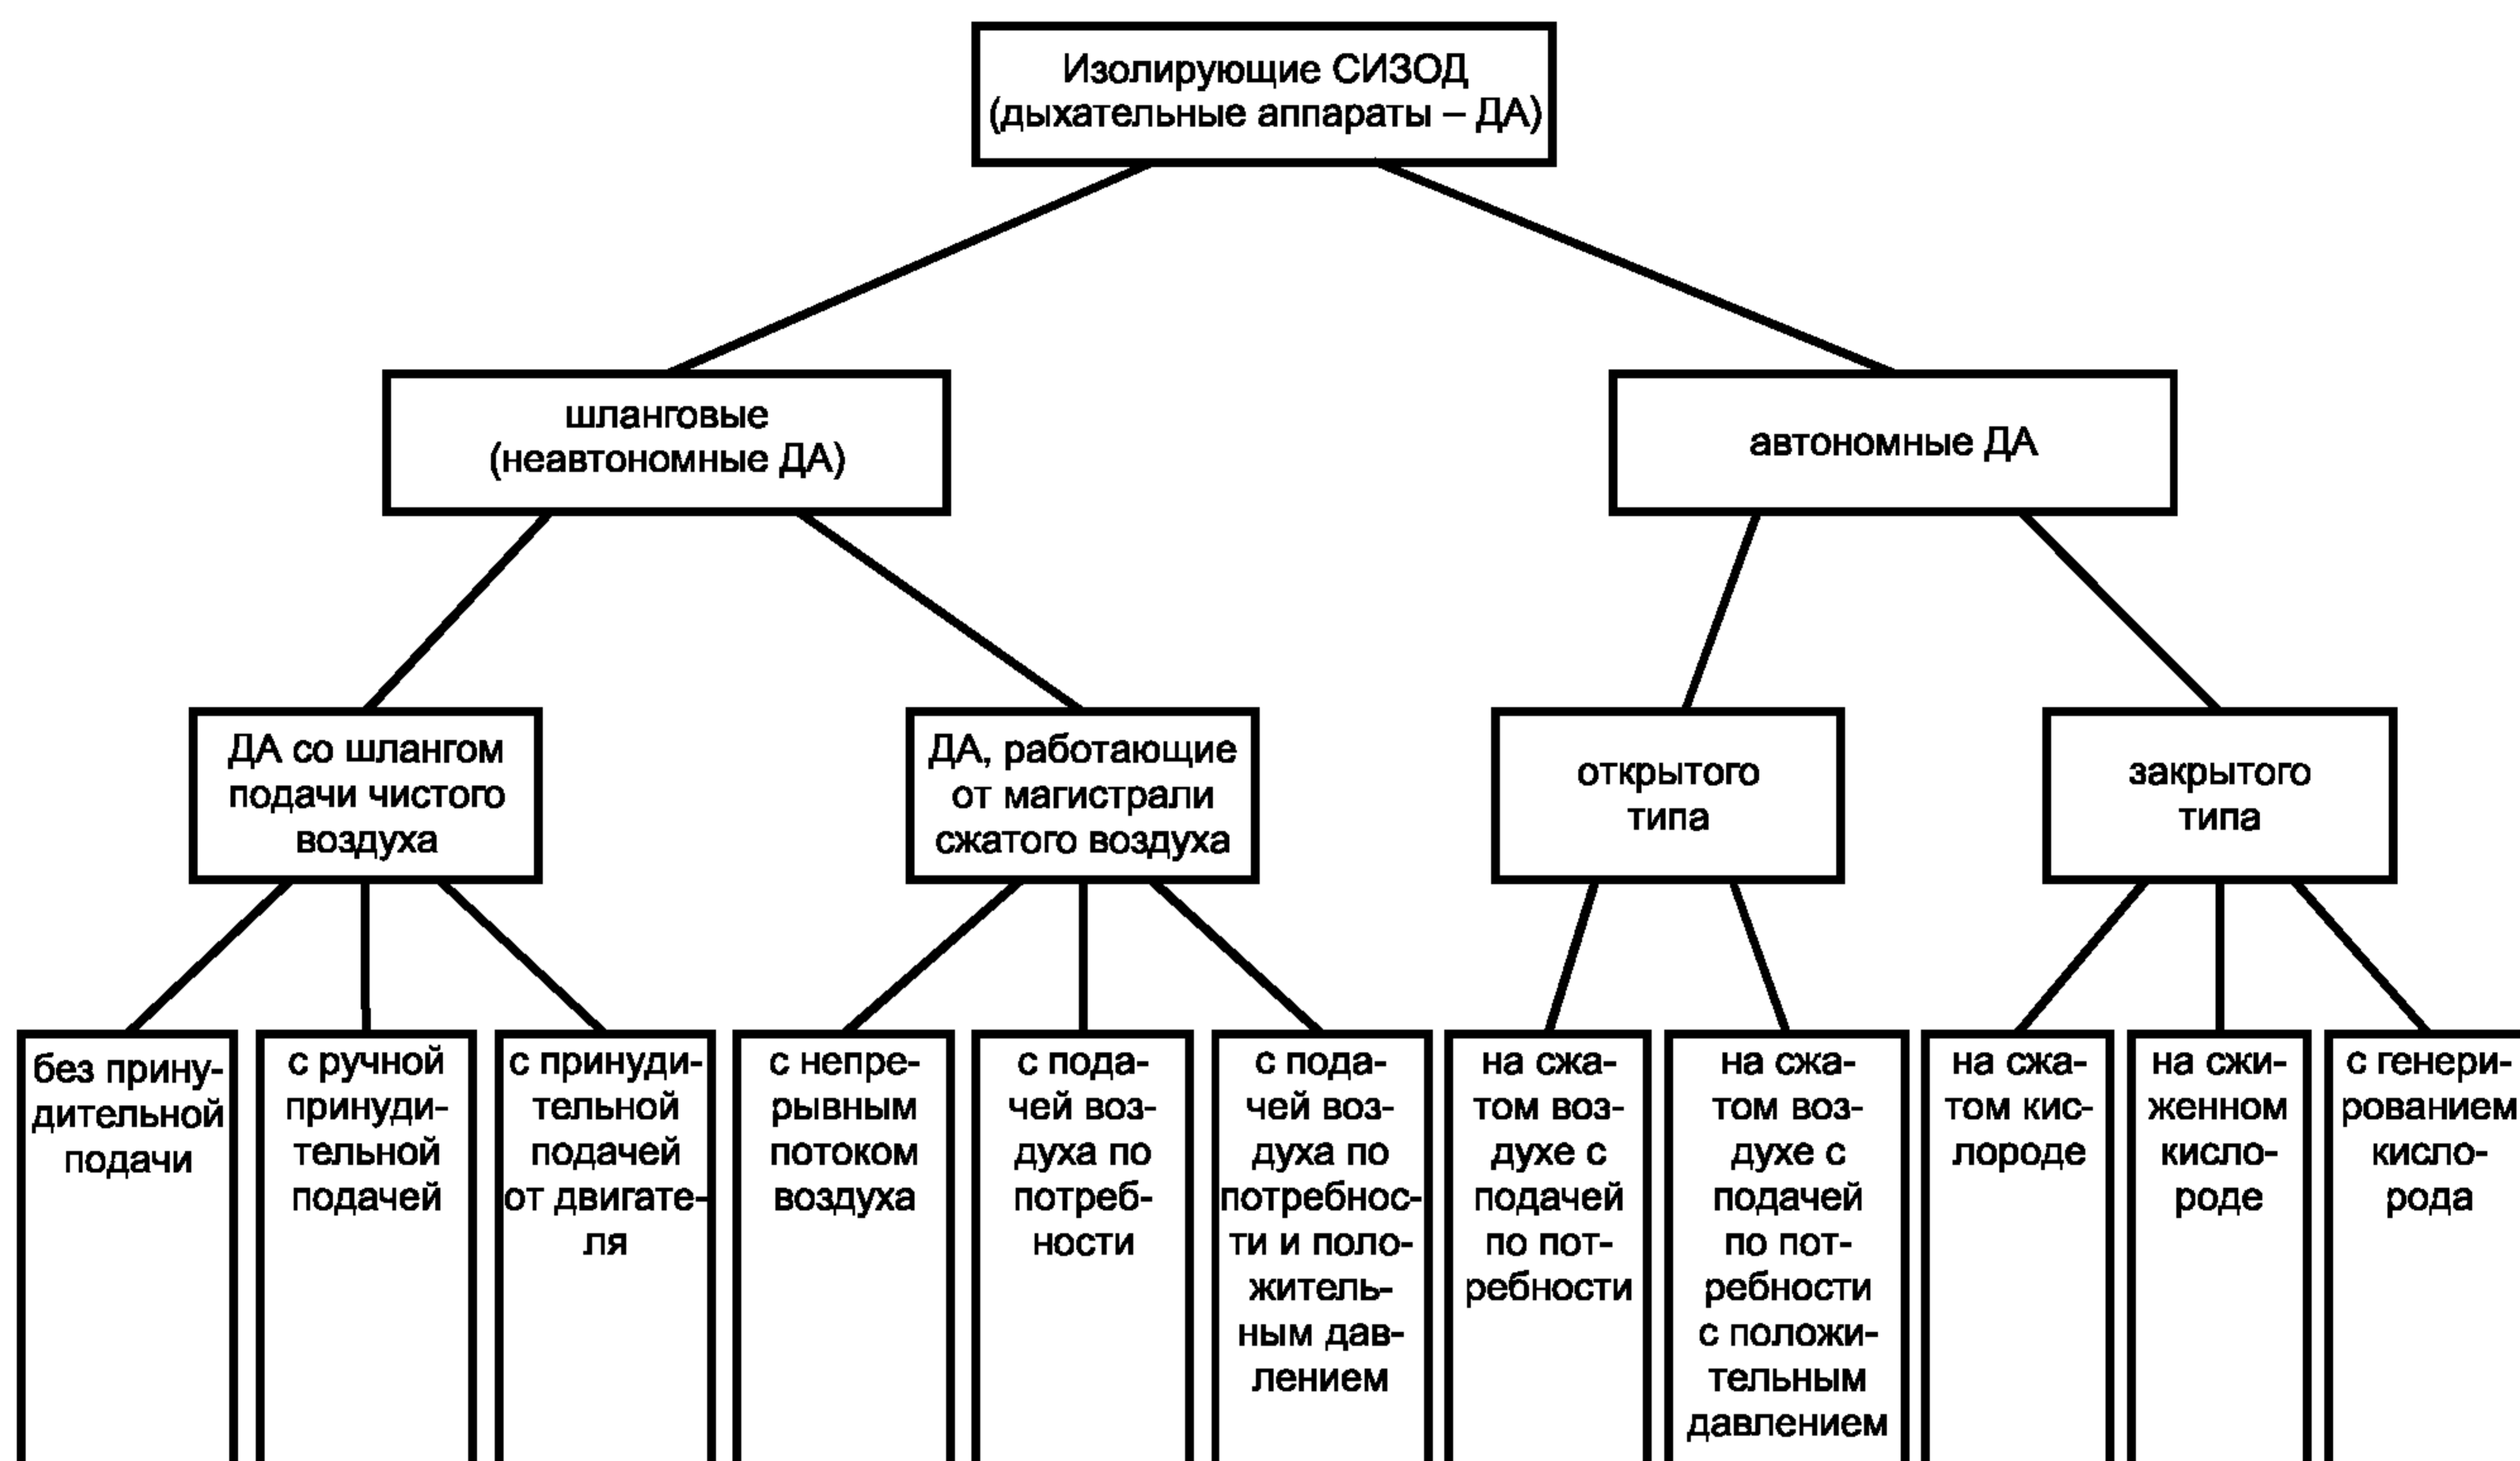 Изолирующие СИЗОД
(дыхательные аппараты – ДА)
шланговые
(неавтономные ДА)
автономные ДА
ДА со шлангом
подачи чистого
воздуха
ДА, работающие
от магистрали
сжатого воздуха
открытого
типа
закрытого
типа
без прину-
дительной
подачи
с ручной
принуди-
тельной
подачей
с принуди-
тельной
подачей
от двигате-
ля
с непре-
рывным
потоком
воздуха
с пода-
чей воз-
духа по
потреб-
ности
с пода-
чей воз-
духа по
потребнос-
ти и поло-
житель-
ным дав-
лением
на сжа-
том воз-
духе с
подачей
по пот-
ребности
на сжа-
том воз-
духе с
подачей
по пот-
ребности
с положи-
тельным
давлением
на сжа-
том кис-
лороде
на сжи-
женном
кисло-
роде
с генери-
рованием
кисло-
рода